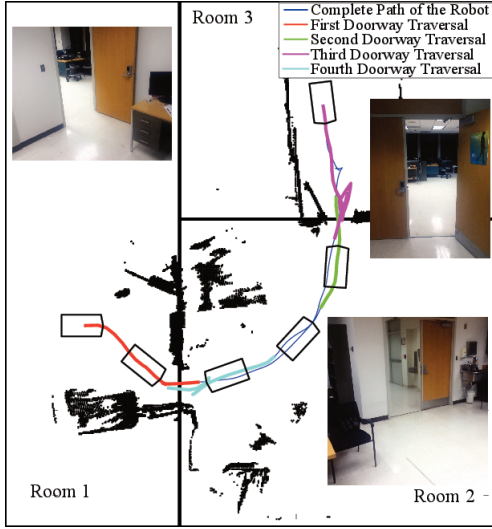 Room 3
Complete Path of the Robot
First Doorway Traversal
Second Doorway Traversal
Third Doorway Traversal
Fourth Doorway Traversal
Room 1
Room 2